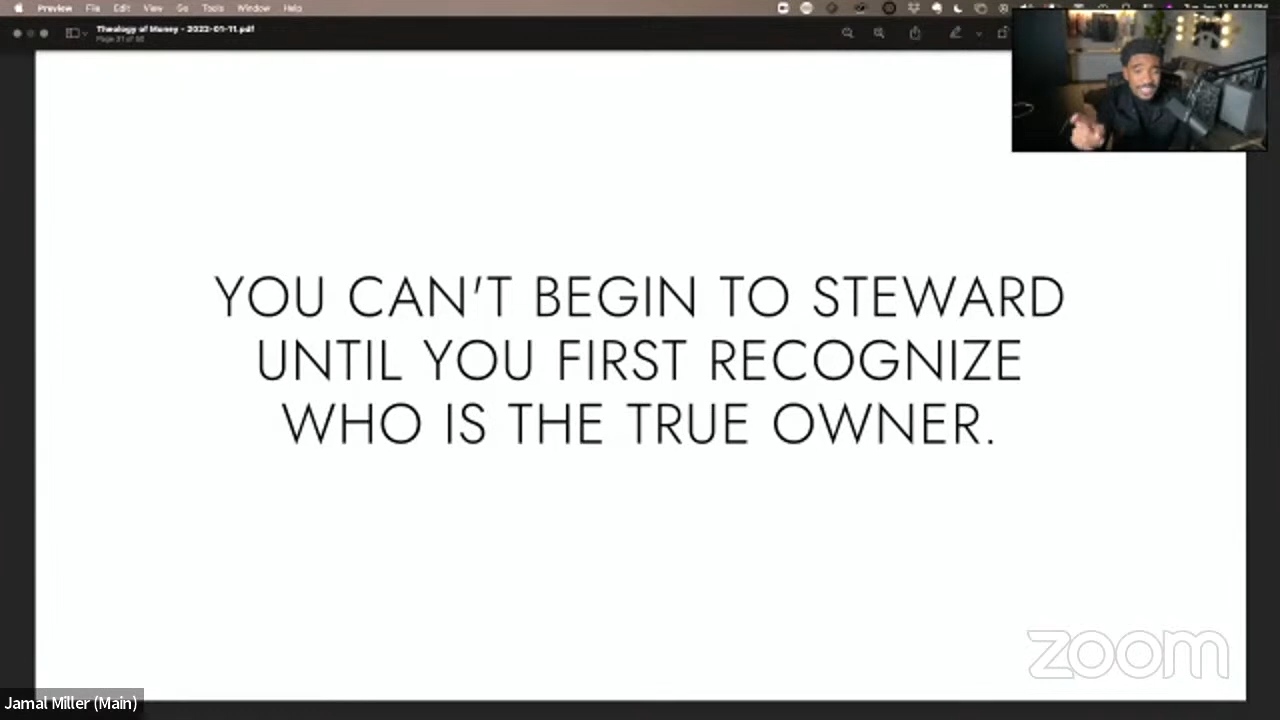 Preview File Edit View Go Tools Window Help
Theology of Money - 2022-01-11.pdf
YOU CAN'T BEGIN TO STEWARD
UNTIL YOU FIRST RECOGNIZE
WHO IS THE TRUE OWNER.
zoom
Jamal Miller (Main)